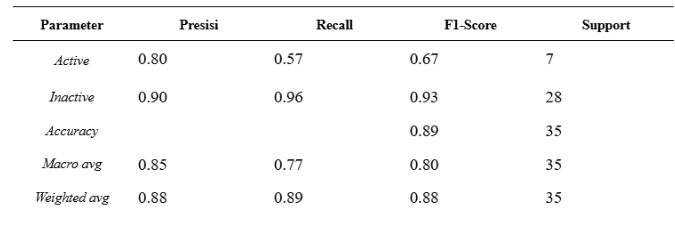 Parameter Presisi Recall F1-Score Support
Active 0.80 0.57 0.67 7
Inactive 0.90 0.96 0.93 28
Accuracy 0.89 35
Macro avg 0.85 0.77 0.80 35
Weighted avg 0.88 0.89 0.88 35